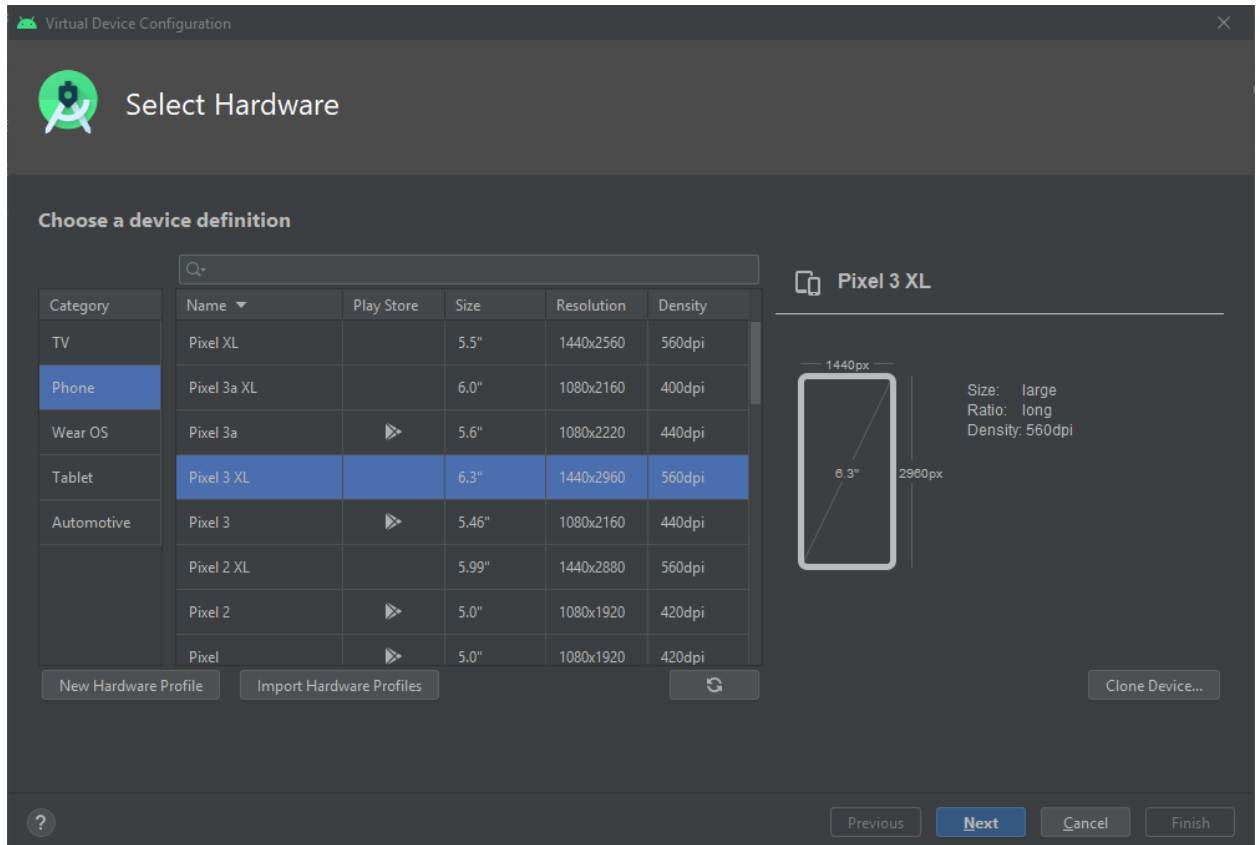 Virtual Device Configuration
Select Hardware
Choose a device definition
Category
TV
Phone
Wear OS
Tablet
Automotive
Name Play Store Size Resolution Density
Pixel XL 5.5" 1440x2560 560dpi
Pixel 3a XL 6.0" 1080x2160 400dpi
Pixel 3a 5.6" 1080x2220 440dpi
Pixel 3 XL 6.3" 1440x2960 560dpi
Pixel 3 5.46" 1080x2160 440dpi
Pixel 2 XL 5.99" 1440x2880 560dpi
Pixel 2 5.0" 1080x1920 420dpi
Pixel 5.0" 1080x1920 420dpi
Pixel 3 XL
1440px
6.3"
2960px
Size: large
Ratio: long
Density: 560dpi
New Hardware Profile Import Hardware Profiles Clone Device...
? Previous Next Cancel Finish